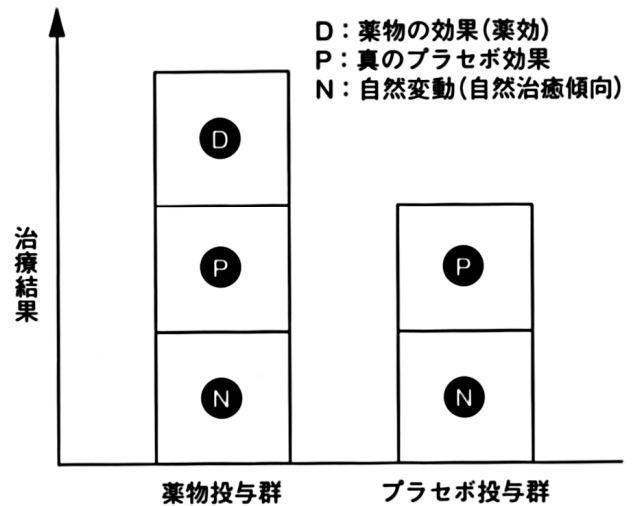 D：薬物の効果（薬効）
P：真のプラセボ効果
N：自然変動（自然治癒傾向）
治療結果
D
P
N
P
N
薬物投与群
プラセボ投与群